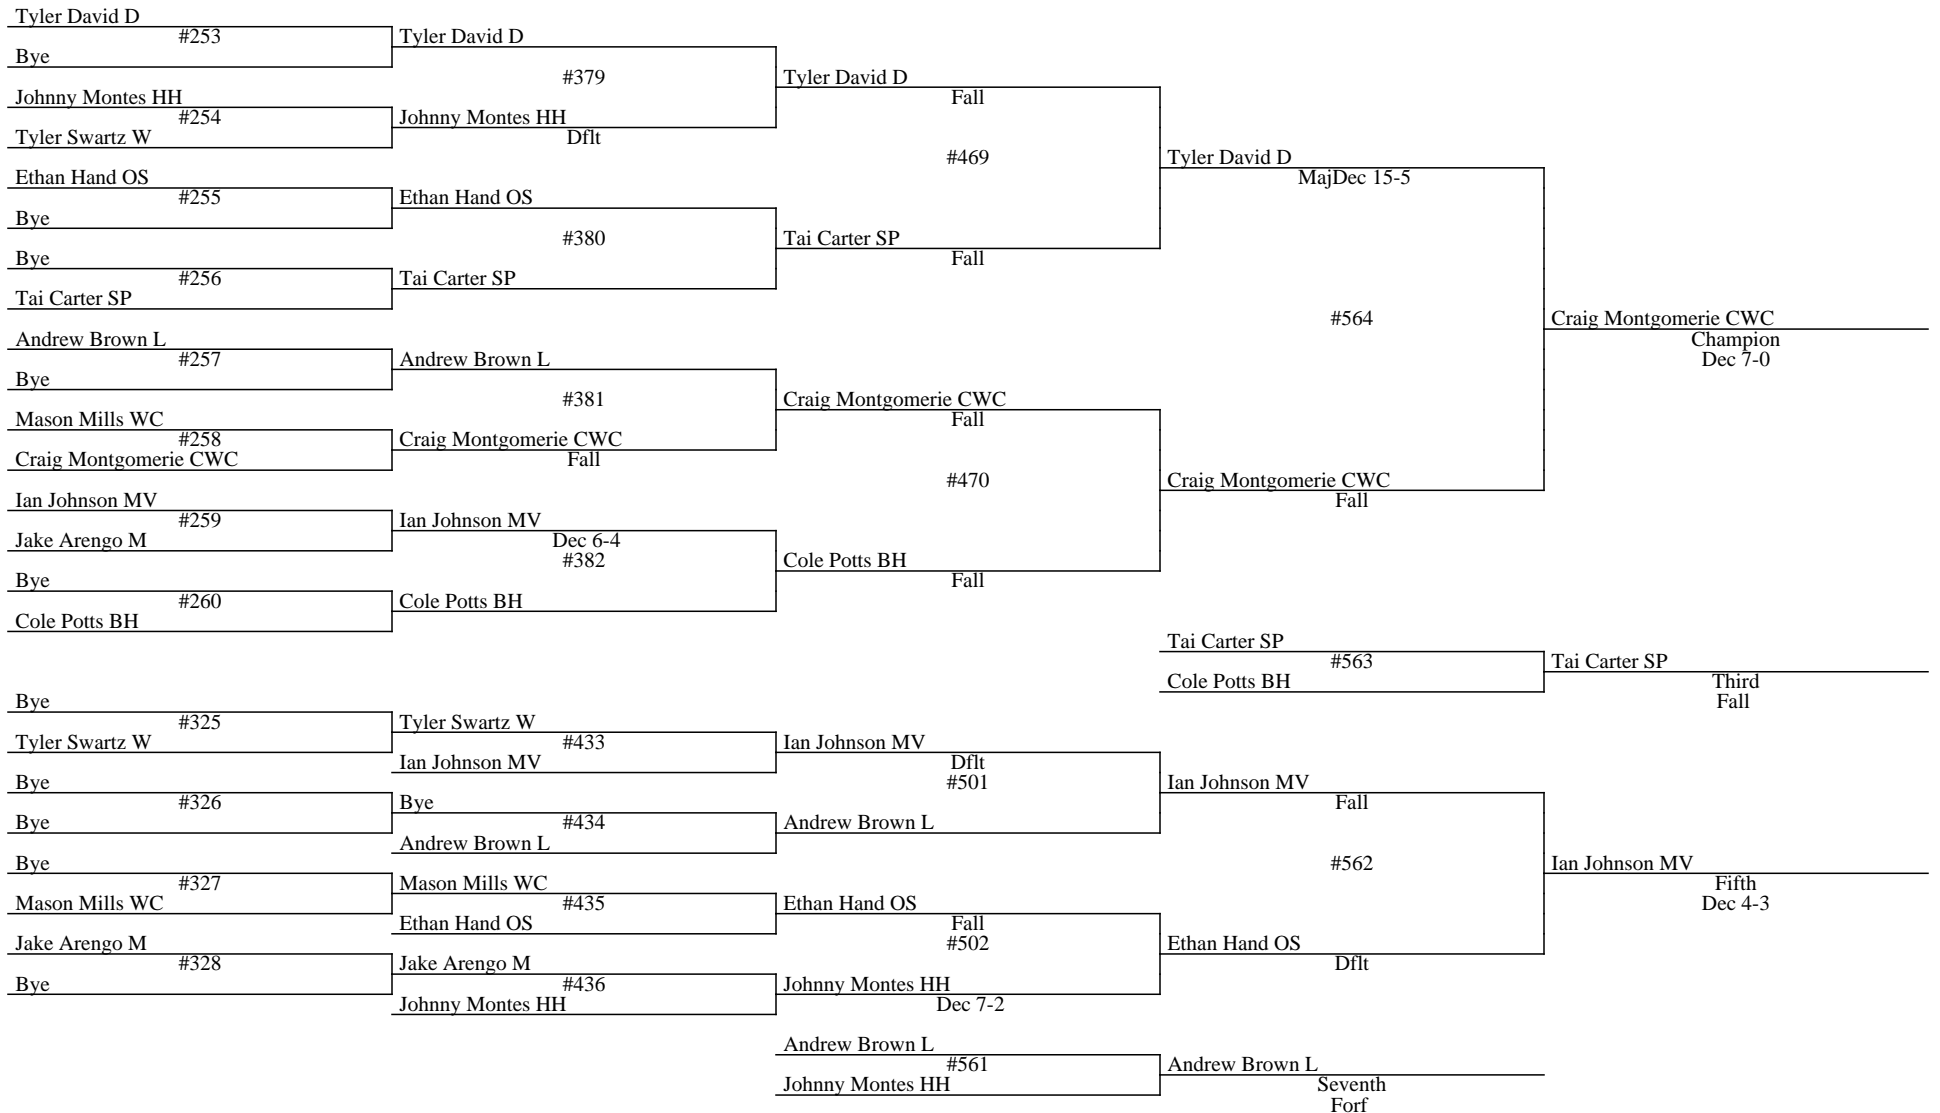 Tyler David D
#253
Bye
Tyler David D
#379
Johnny Montes HH
#254
Tyler Swartz W
Johnny Montes HH
Dflt
Tyler David D
Fall
#469
Ethan Hand OS
#255
Bye
Ethan Hand OS
#380
Bye
#256
Tai Carter SP
Tai Carter SP
Tai Carter SP
Fall
Tyler David D
MajDec 15-5
#564
Andrew Brown L
#257
Bye
Andrew Brown L
#381
Mason Mills WC
#258
Craig Montgomerie CWC
Craig Montgomerie CWC
Fall
Craig Montgomerie CWC
Fall
#470
Ian Johnson MV
#259
Jake Arengo M
Ian Johnson MV
Dec 6-4
#382
Bye
#260
Cole Potts BH
Cole Potts BH
Cole Potts BH
Fall
Craig Montgomerie CWC
Fall
Craig Montgomerie CWC
Champion
Dec 7-0
Tai Carter SP
#563
Cole Potts BH
Tai Carter SP
Third
Fall
Bye
#325
Tyler Swartz W
Tyler Swartz W
#433
Ian Johnson MV
Ian Johnson MV
Dflt
#501
Bye
#326
Bye
Bye
#434
Andrew Brown L
Andrew Brown L
Ian Johnson MV
Fall
#562
Bye
#327
Mason Mills WC
Mason Mills WC
#435
Ethan Hand OS
Ethan Hand OS
Fall
#502
Jake Arengo M
#328
Bye
Jake Arengo M
#436
Johnny Montes HH
Johnny Montes HH
Dec 7-2
Ethan Hand OS
Dflt
Ian Johnson MV
Fifth
Dec 4-3
Andrew Brown L
#561
Johnny Montes HH
Andrew Brown L
Seventh
Forf